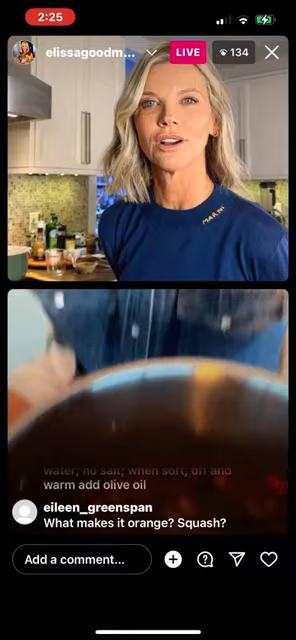 2:25
elissagoodm...
LIVE
134
MARNI
water; no salt; when soft, off and
warm add olive oil
eileen_greenspan
What makes it orange? Squash?
Add a comment...